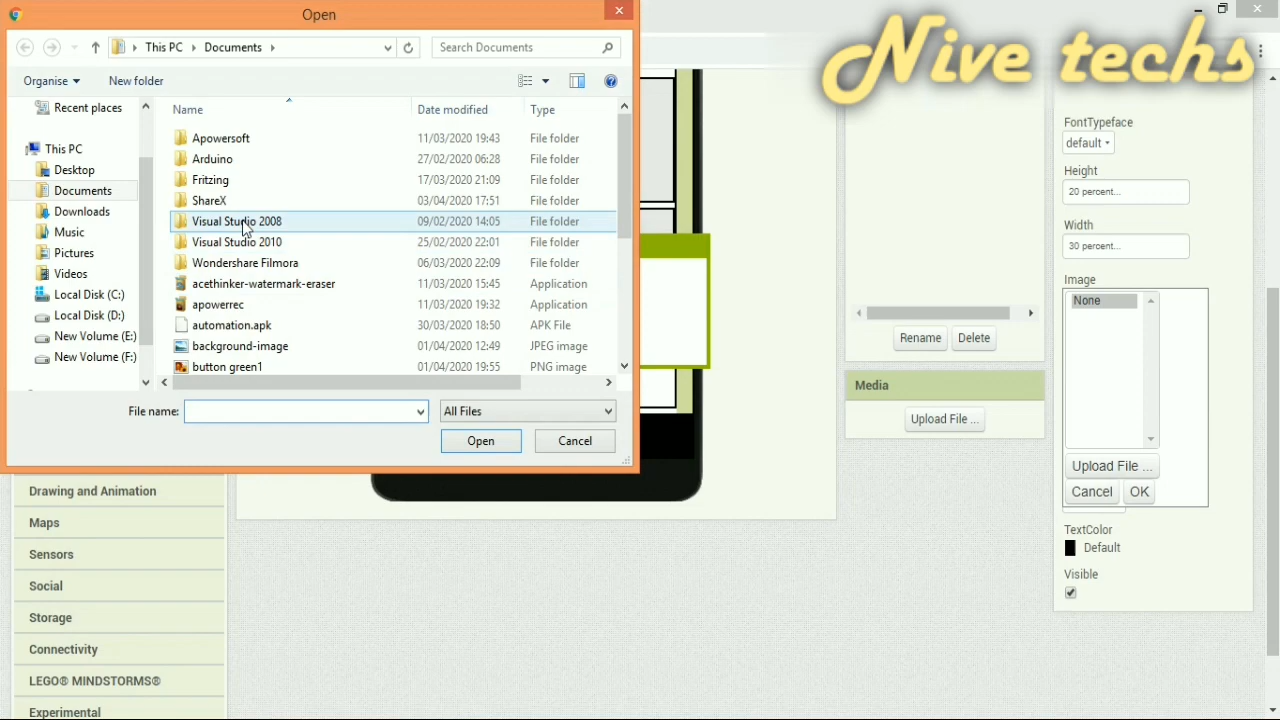 Open
This PC
Documents
Search Documents
Organise
New folder
Name
Date modified
Type
Recent places
This PC
Desktop
Documents
Downloads
Music
Pictures
Videos
Local Disk (C:)
Local Disk (D:)
New Volume (E:)
New Volume (F:)
Apowersoft 11/03/2020 19:43 File folder
Arduino 27/02/2020 06:28 File folder
Fritzing 17/03/2020 21:09 File folder
ShareX 03/04/2020 17:51 File folder
Visual Studio 2008 09/02/2020 14:05 File folder
Visual Studio 2010 25/02/2020 22:01 File folder
Wondershare Filmora 06/03/2020 22:09 File folder
acethinker-watermark-eraser 11/03/2020 15:45 Application
apowerrec 11/03/2020 19:32 Application
automation.apk 30/03/2020 18:50 APK File
background-image 01/04/2020 12:49 JPEG image
button green1 01/04/2020 19:55 PNG image
File name:
All Files
Open
Cancel
Drawing and Animation
Maps
Sensors
Social
Storage
Connectivity
LEGO® MINDSTORMS®
Experimental
Nive techs
Rename
Delete
Media
Upload File ...
FontTypeface
default
Height
20 percent...
Width
30 percent...
Image
None
Upload File ...
Cancel
OK
TextColor
Default
Visible